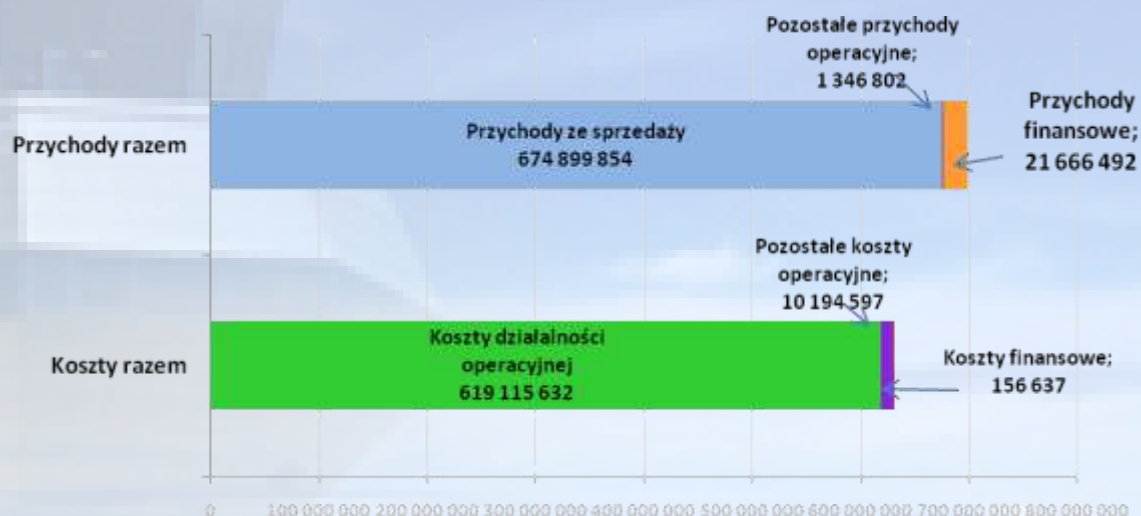 Pozostałe przychody
operacyjne;
1 346 802
Przychody
finansowe;
21 666 492
Przychody razem
Przychody ze sprzedaży
674 899 854
Pozostałe koszty
operacyjne;
10 194 597
Koszty razem
Koszty działalności
operacyjnej
619 115 632
Koszty finansowe;
156 637
0 100 000 000 200 000 000 300 000 000 400 000 000 500 000 000 600 000 000 700 000 000 800 000 000